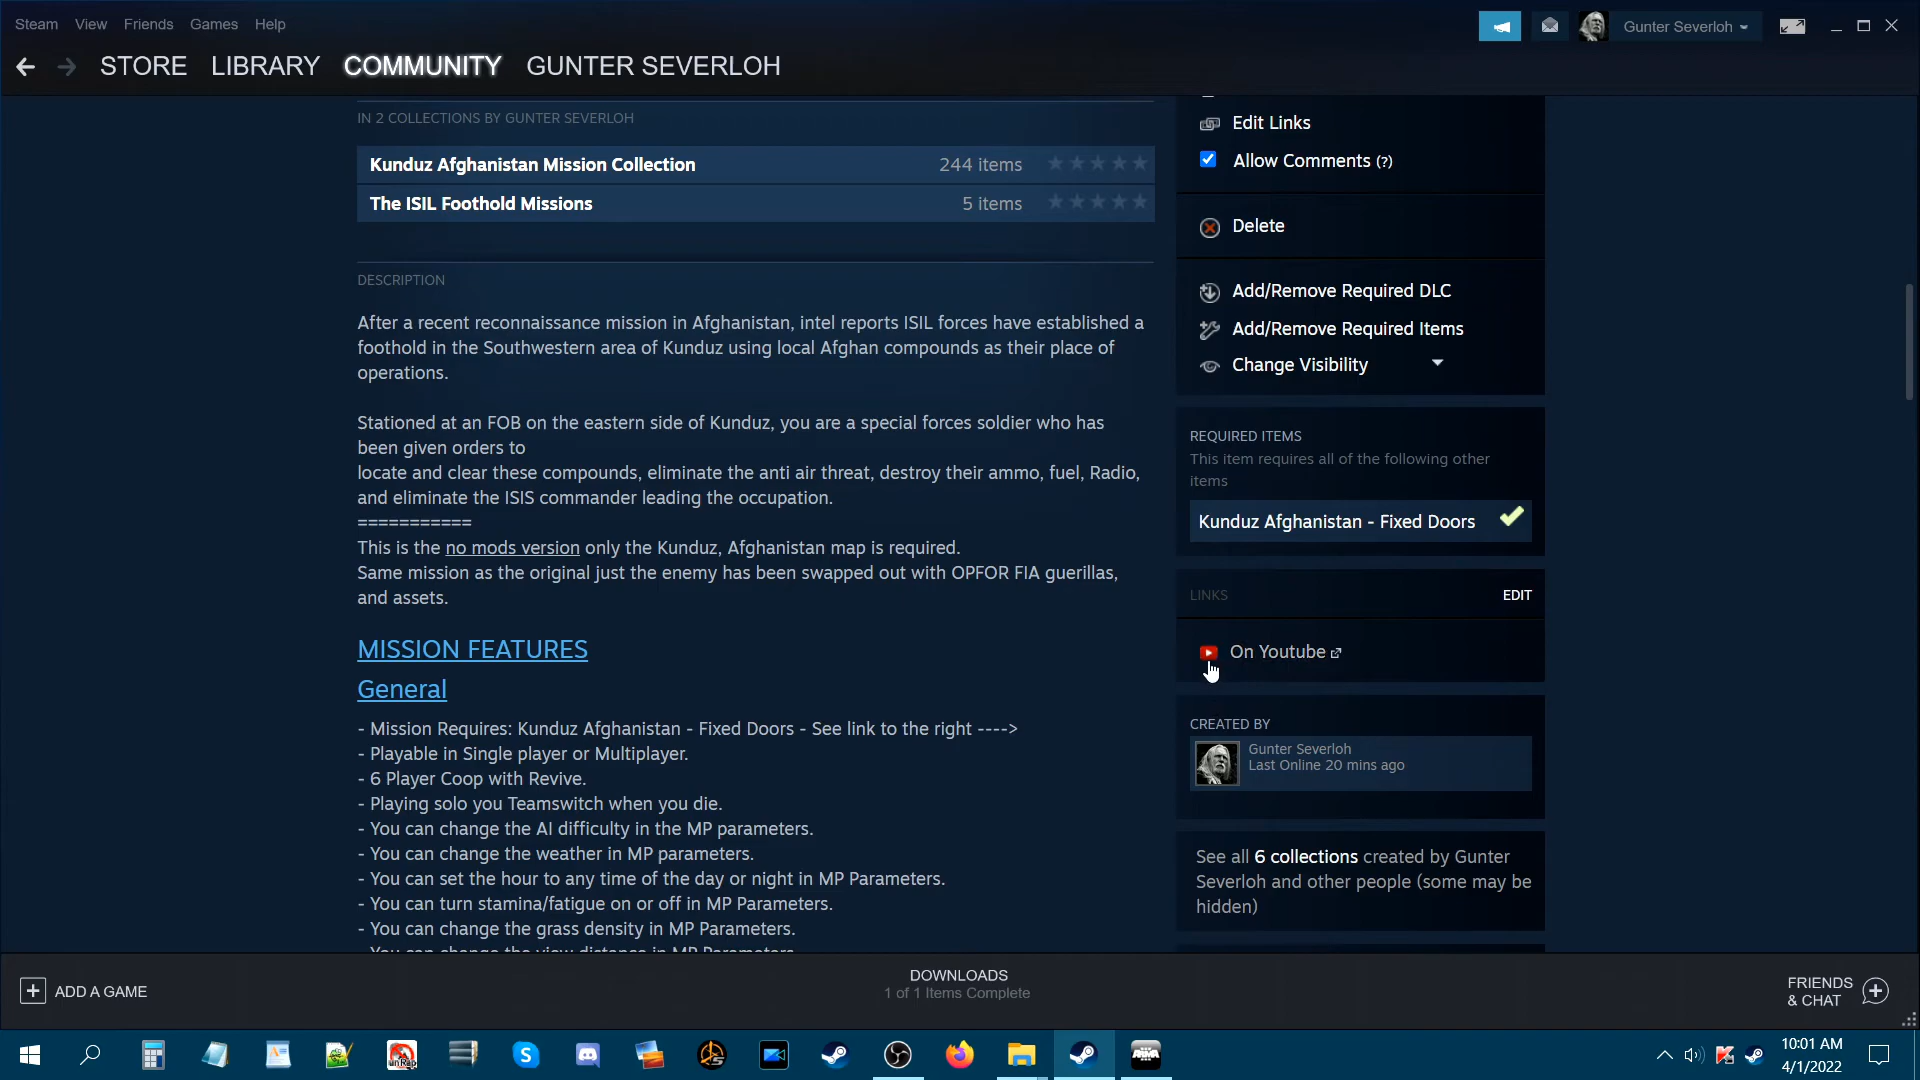 Steam View Friends Games Help
Gunter Severloh
STORE LIBRARY COMMUNITY GUNTER SEVERLOH
IN 2 COLLECTIONS BY GUNTER SEVERLOH
Kunduz Afghanistan Mission Collection 244 items
The ISIL Foothold Missions 5 items
DESCRIPTION
After a recent reconnaissance mission in Afghanistan, intel reports ISIL forces have established a
foothold in the Southwestern area of Kunduz using local Afghan compounds as their place of
operations.
Stationed at an FOB on the eastern side of Kunduz, you are a special forces soldier who has
been given orders to
locate and clear these compounds, eliminate the anti air threat, destroy their ammo, fuel, Radio,
and eliminate the ISIS commander leading the occupation.
===========
This is the no mods version only the Kunduz, Afghanistan map is required.
Same mission as the original just the enemy has been swapped out with OPFOR FIA guerillas,
and assets.
MISSION FEATURES
General
- Mission Requires: Kunduz Afghanistan - Fixed Doors - See link to the right ---->
- Playable in Single player or Multiplayer.
- 6 Player Coop with Revive.
- Playing solo you Teamswitch when you die.
- You can change the AI difficulty in the MP parameters.
- You can change the weather in MP parameters.
- You can set the hour to any time of the day or night in MP Parameters.
- You can turn stamina/fatigue on or off in MP Parameters.
- You can change the grass density in MP Parameters.
- You can change the view distance in MP Parameters.
Edit Links
Allow Comments (?)
Delete
Add/Remove Required DLC
Add/Remove Required Items
Change Visibility
REQUIRED ITEMS
This item requires all of the following other
items
Kunduz Afghanistan - Fixed Doors
LINKS EDIT
On Youtube
CREATED BY
Gunter Severloh
Last Online 20 mins ago
See all 6 collections created by Gunter
Severloh and other people (some may be
hidden)
ADD A GAME
DOWNLOADS
1 of 1 Items Complete
FRIENDS
& CHAT
10:01 AM
4/1/2022